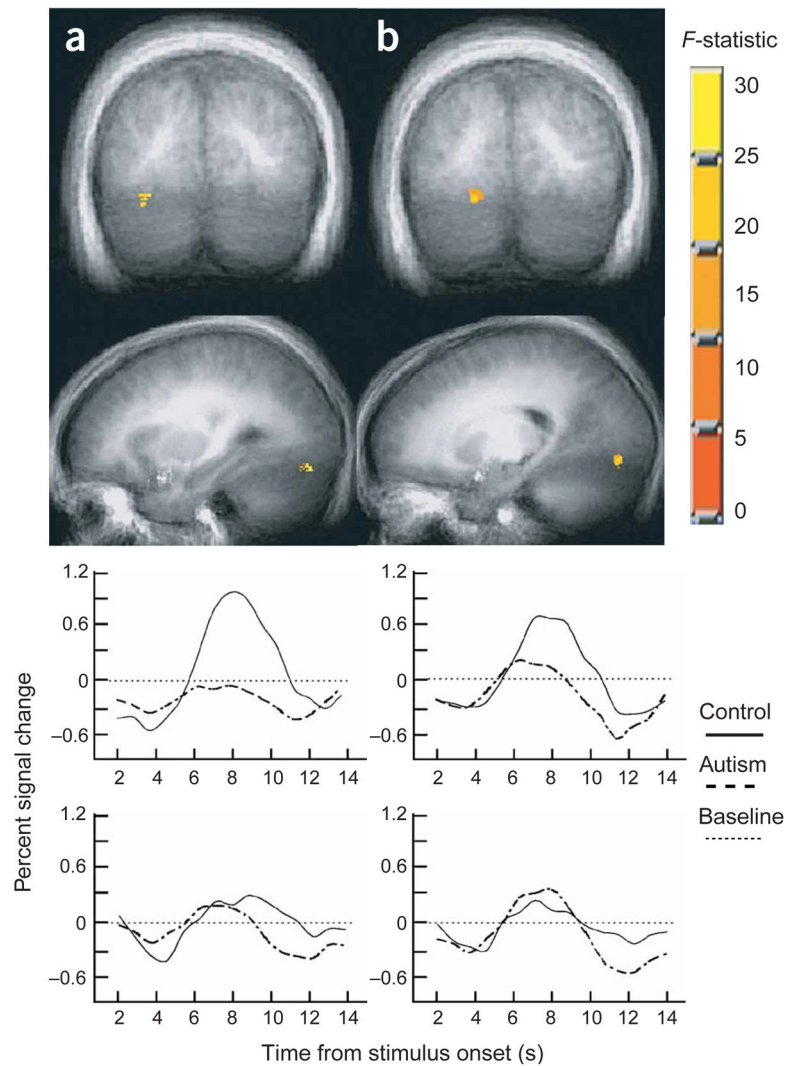 a
b
F-statistic
30
25
20
15
10
5
0
Percent signal change
1.2
0.6
0
–0.6
2 4 6 8 10 12 14
1.2
0.6
0
–0.6
2 4 6 8 10 12 14
Control
Autism
Baseline
1.2
0.6
0
–0.6
2 4 6 8 10 12 14
1.2
0.6
0
–0.6
2 4 6 8 10 12 14
Time from stimulus onset (s)